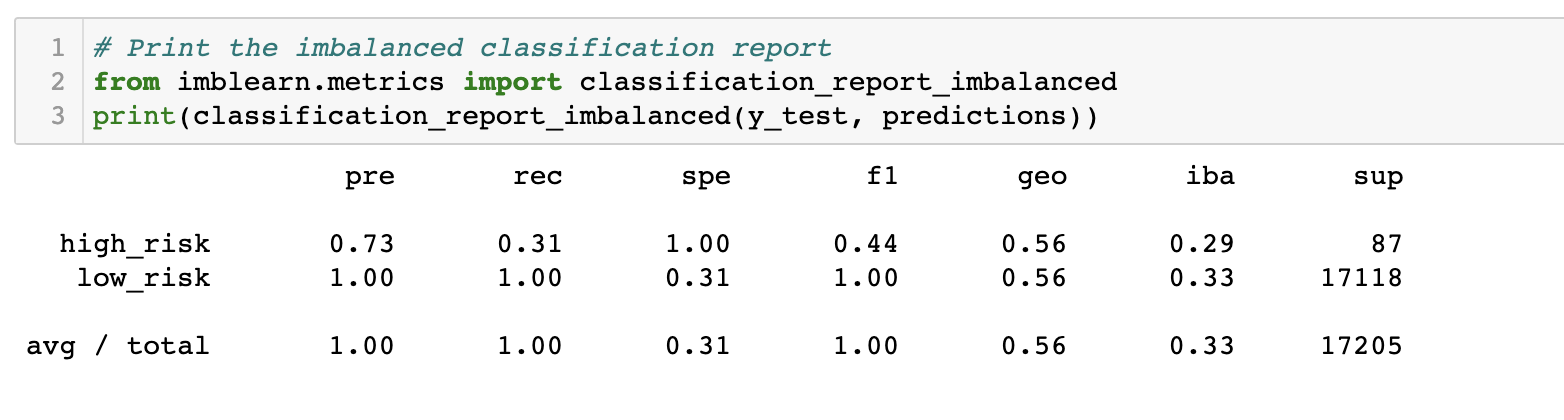 1 # Print the imbalanced classification report
2 from imblearn.metrics import classification_report_imbalanced
3 print(classification_report_imbalanced(y_test, predictions))
pre rec spe f1 geo iba sup
high_risk 0.73 0.31 1.00 0.44 0.56 0.29 87
low_risk 1.00 1.00 0.31 1.00 0.56 0.33 17118
avg / total 1.00 1.00 0.31 1.00 0.56 0.33 17205